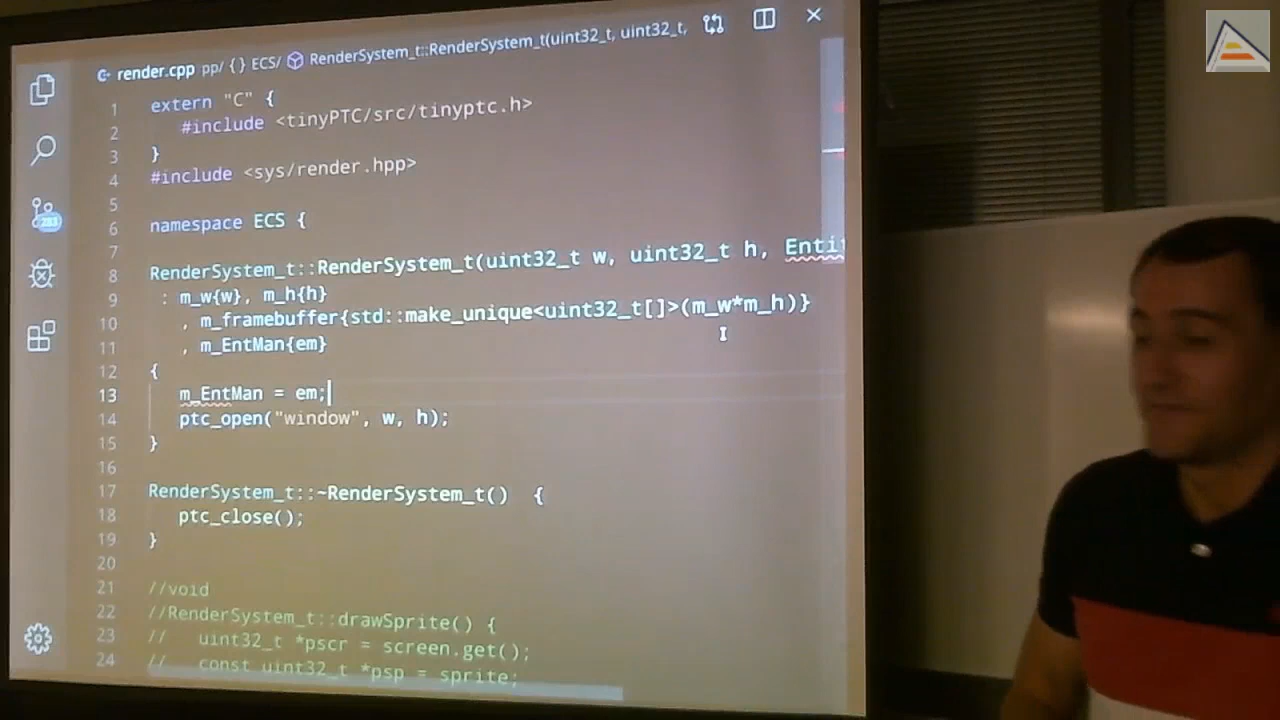 render.cpp pp/ { } ECS/ RenderSystem_t::RenderSystem_t(uint32_t, uint32_t,
1 extern "C" {
2 #include <tinyPTC/src/tinyptc.h>
3 }
4 #include <sys/render.hpp>
5
6 namespace ECS {
7
8 RenderSystem_t::RenderSystem_t(uint32_t w, uint32_t h, Entit
9 : m_w{w}, m_h{h}
10 , m_framebuffer{std::make_unique<uint32_t[]>(m_w*m_h)}
11 , m_EntMan{em}
12 {
13 m_EntMan = em;
14 ptc_open("window", w, h);
15 }
16
17 RenderSystem_t::~RenderSystem_t() {
18 ptc_close();
19 }
20
21 //void
22 //RenderSystem_t::drawSprite() {
23 // uint32_t *pscr = screen.get();
24 // const uint32_t *psp = sprite;